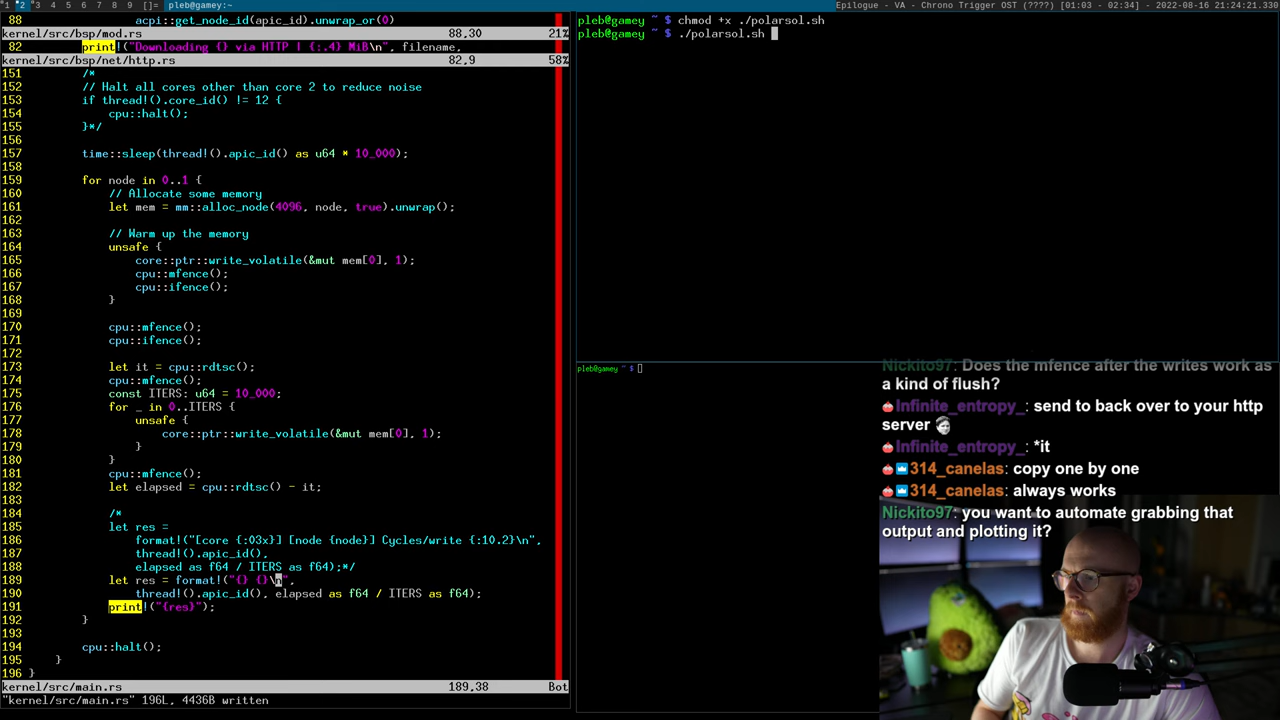 *1 *2 3 4 5 6 7 8 9 10 pleb@gamey:~
Epilogue - VA - Chrono Trigger OST (????) [01:03 - 02:34] - 2022-08-16 21:24:21.330
88 acpi::get_node_id(apic_id).unwrap_or(0)
kernel/src/bsp/mod.rs 88,30 21%
82 print!("Downloading {} via HTTP | {:.4} MiB\n", filename,
kernel/src/bsp/net/http.rs 82,9 58%
151 /*
152 // Halt all cores other than core 2 to reduce noise
153 if thread!().core_id() != 12 {
154 cpu::halt();
155 }*/
156
157 time::sleep(thread!().apic_id() as u64 * 10_000);
158
159 for node in 0..1 {
160 // Allocate some memory
161 let mem = mm::alloc_node(4096, node, true).unwrap();
162
163 // Warm up the memory
164 unsafe {
165 core::ptr::write_volatile(&mut mem[0], 1);
166 cpu::mfence();
167 cpu::ifence();
168 }
169
170 cpu::mfence();
171 cpu::ifence();
172
173 let it = cpu::rdtsc();
174 cpu::mfence();
175 const ITERS: u64 = 10_000;
176 for _ in 0..ITERS {
177 unsafe {
178 core::ptr::write_volatile(&mut mem[0], 1);
179 }
180 }
181 cpu::mfence();
182 let elapsed = cpu::rdtsc() - it;
183
184 /*
185 let res =
186 format!("[core {:03x}] [node {node}] Cycles/write {:10.2}\n",
187 thread!().apic_id(),
188 elapsed as f64 / ITERS as f64);*/
189 let res = format!("{} {}\n",
190 thread!().apic_id(), elapsed as f64 / ITERS as f64);
191 print!("{res}");
192 }
193
194 cpu::halt();
195 }
196 }
kernel/src/main.rs 189,38 Bot
"kernel/src/main.rs" 196L, 4436B written
pleb@gamey ~ $ chmod +x ./polarsol.sh
pleb@gamey ~ $ ./polarsol.sh
pleb@gamey ~ $
Nickito97: Does the mfence after the writes work as
a kind of flush?
Infinite_entropy_: send to back over to your http
server
Infinite_entropy_: *it
314_canelas: copy one by one
314_canelas: always works
Nickito97: you want to automate grabbing that
output and plotting it?